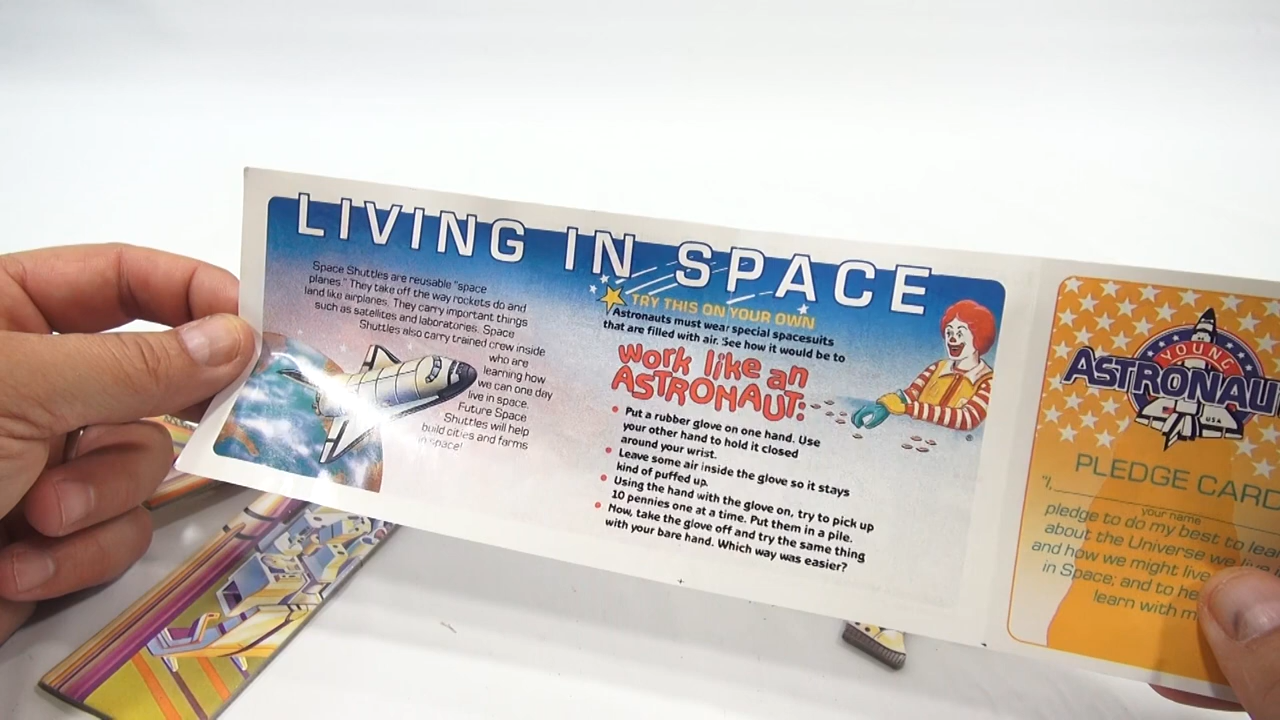 LIVING IN SPACE
Space Shuttles are reusable "space
planes." They take off the way rockets do and
land like airplanes. They carry important things
such as satellites and laboratories. Space
Shuttles also carry trained crew inside
who are
learning how
we can one day
live in space.
Future Space
Shuttles will help
build cities and farms
in space!
TRY THIS ON YOUR OWN
Astronauts must wear special spacesuits
that are filled with air. See how it would be to
work like an
ASTRONAUT:
• Put a rubber glove on one hand. Use
your other hand to hold it closed
around your wrist.
• Leave some air inside the glove so it stays
kind of puffed up.
• Using the hand with the glove on, try to pick up
10 pennies one at a time. Put them in a pile.
• Now, take the glove off and try the same thing
with your bare hand. Which way was easier?
®
YOUNG
ASTRONAU
USA
PLEDGE CARD
"I,
your name
pledge to do my best to
about the Universe we live
and how we might live
in Space; and to
learn with